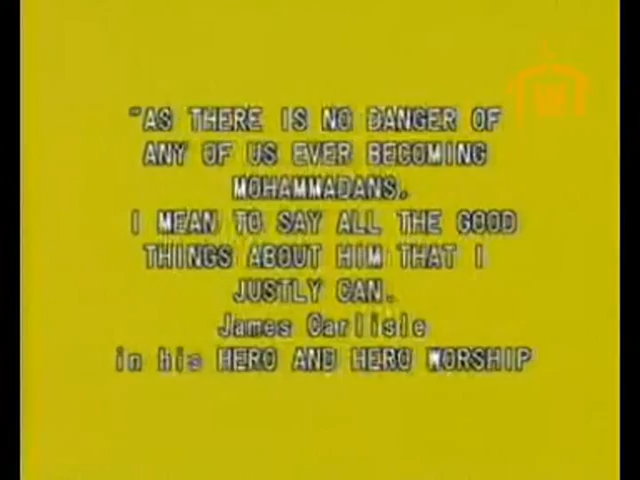 "AS THERE IS NO DANGER OF
ANY OF US EVER BECOMING
MOHAMMADANS.
I MEAN TO SAY ALL THE GOOD
THINGS ABOUT HIM THAT I
JUSTLY CAN.
James Carlisle
in his HERO AND HERO WORSHIP